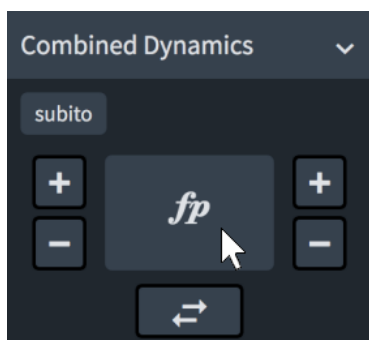 Combined Dynamics
subito
+ fp +
− −